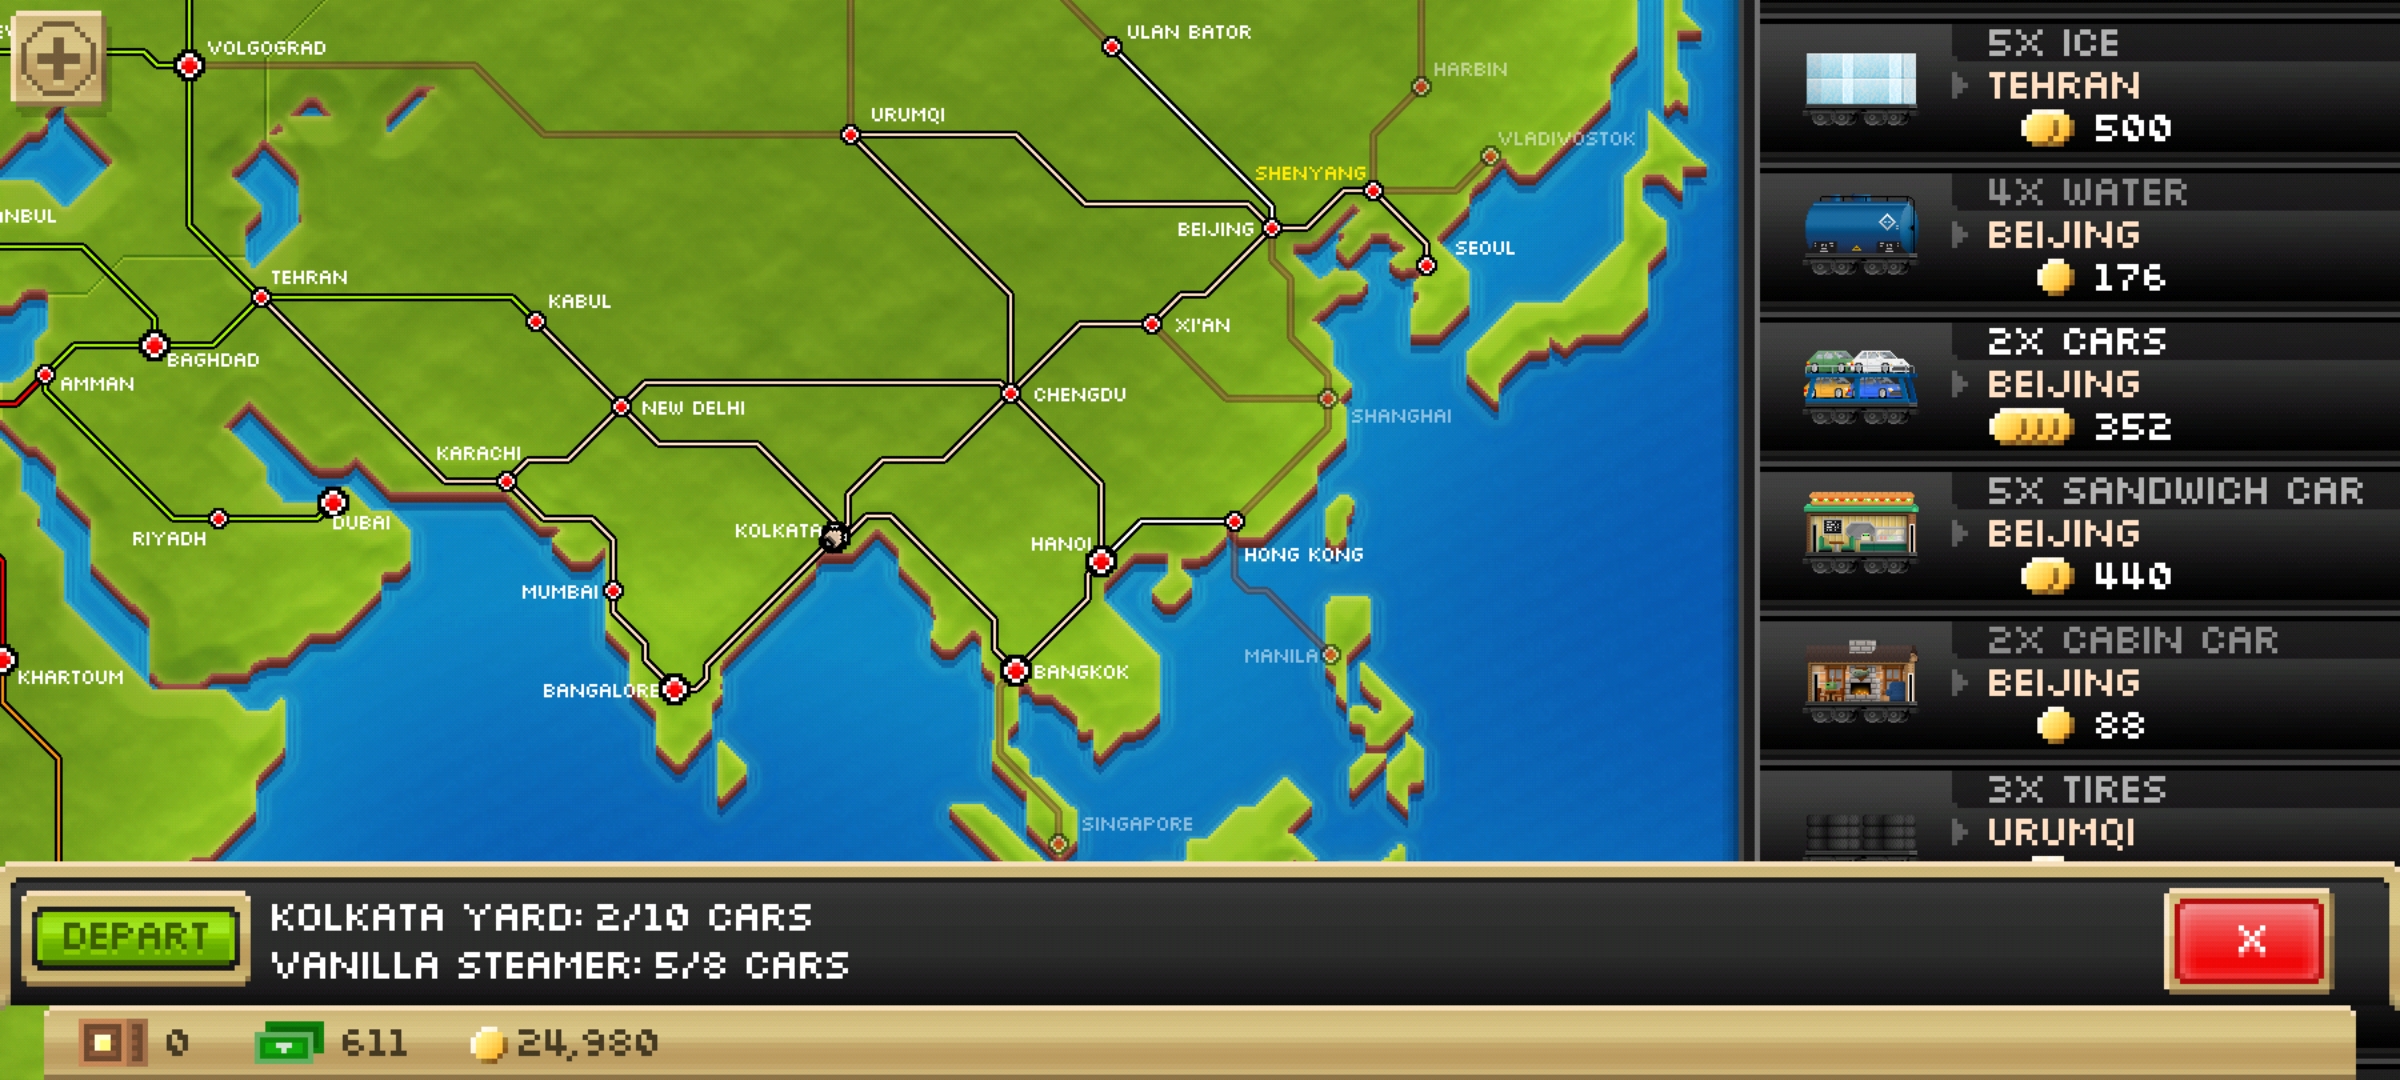 VOLGOGRAD
ULAN BATOR
HARBIN
URUMQI
VLADIVOSTOK
SHENYANG
ANBUL
BEIJING
SEOUL
TEHRAN
KABUL
XI'AN
BAGHDAD
AMMAN
CHENGDU
NEW DELHI
SHANGHAI
KARACHI
DUBAI
RIYADH
KOLKATA
HANOI
HONG KONG
MUMBAI
MANILA
KHARTOUM
BANGALORE
BANGKOK
SINGAPORE
5X ICE
TEHRAN
500
4X WATER
BEIJING
176
2X CARS
BEIJING
352
5X SANDWICH CAR
BEIJING
440
2X CABIN CAR
BEIJING
88
3X TIRES
URUMQI
DEPART
KOLKATA YARD: 2/10 CARS
VANILLA STEAMER: 5/8 CARS
X
0
611
24,980